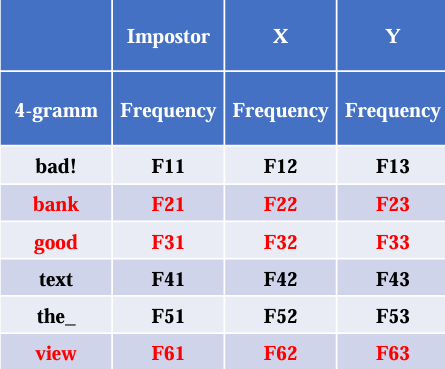 Impostor X Y
4-gramm Frequency Frequency Frequency
bad! F11 F12 F13
bank F21 F22 F23
good F31 F32 F33
text F41 F42 F43
the_ F51 F52 F53
view F61 F62 F63